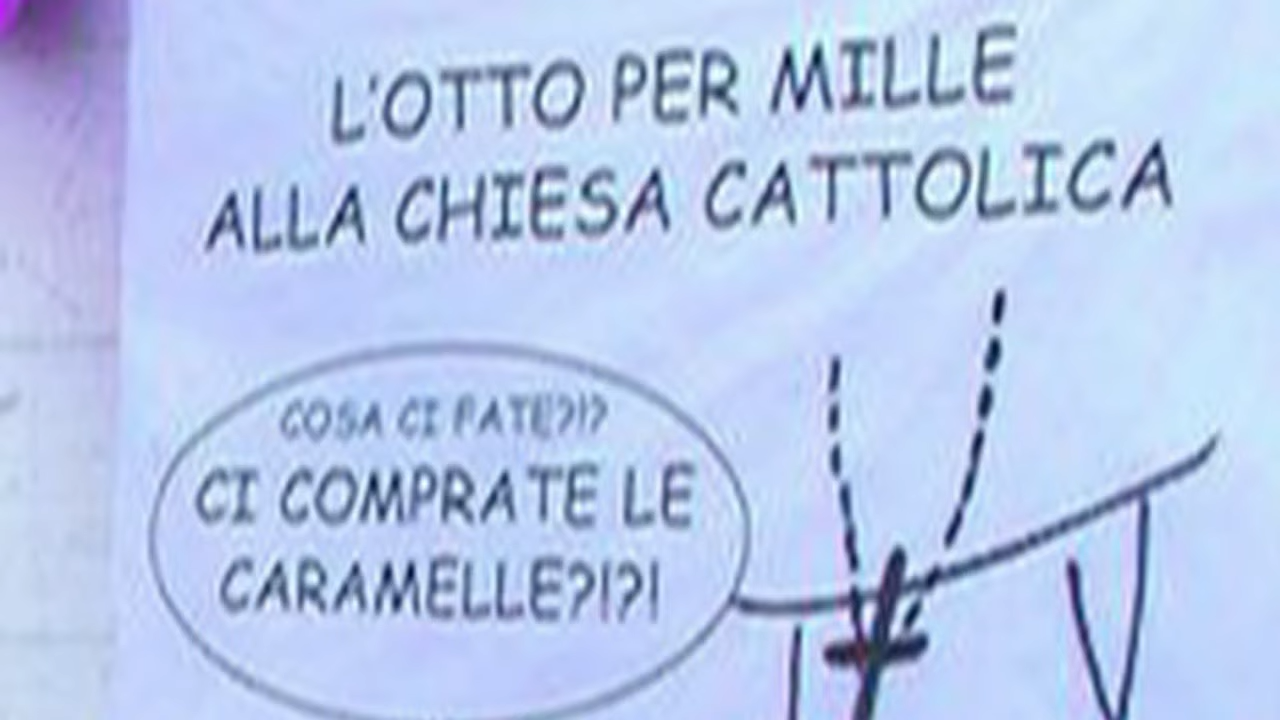 L'OTTO PER MILLE
ALLA CHIESA CATTOLICA
COSA CI FATE?!?
CI COMPRATE LE
CARAMELLE?!?!